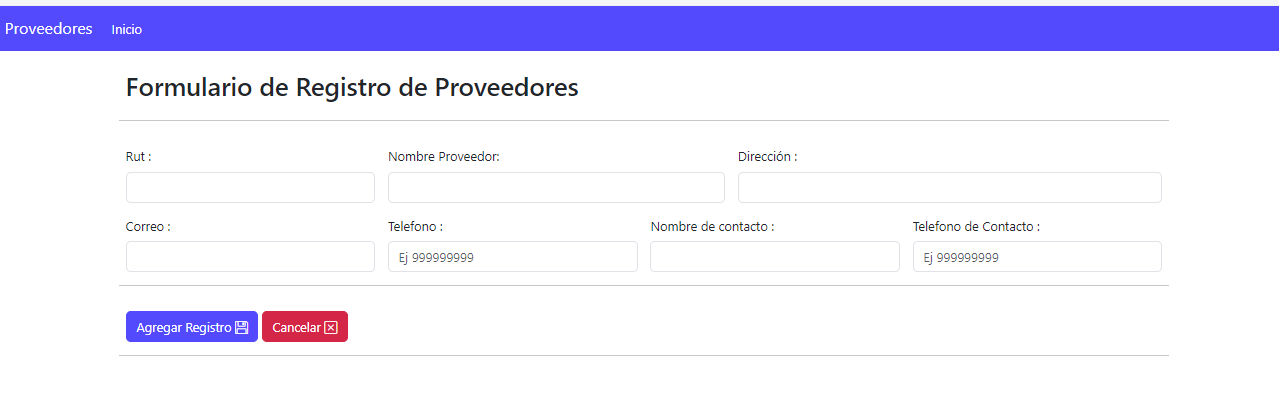 Proveedores Inicio
Formulario de Registro de Proveedores
Rut : Nombre Proveedor: Dirección :
Correo : Telefono : Nombre de contacto : Telefono de Contacto :
Ej 999999999 Ej 999999999
Agregar Registro Cancelar